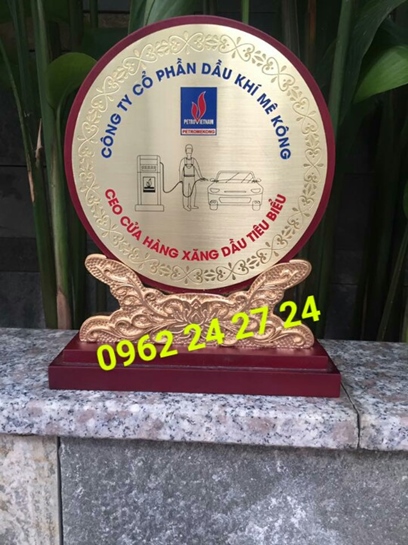 CÔNG TY CỔ PHẦN DẦU KHÍ MÊ KÔNG
PETROVIETNAM
PETROMEKONG
CEO CỬA HÀNG XĂNG DẦU TIÊU BIỂU
0962 24 27 24